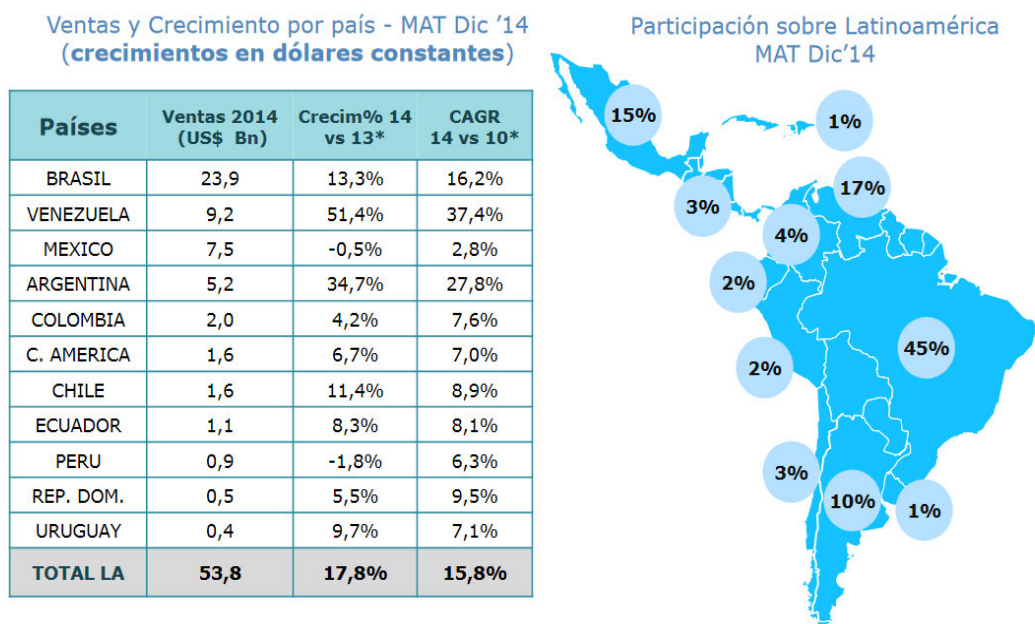 Ventas y Crecimiento por país - MAT Dic '14
(crecimientos en dólares constantes)
Países Ventas 2014 (US$ Bn) Crecim% 14 vs 13* CAGR 14 vs 10*
BRASIL 23,9 13,3% 16,2%
VENEZUELA 9,2 51,4% 37,4%
MEXICO 7,5 -0,5% 2,8%
ARGENTINA 5,2 34,7% 27,8%
COLOMBIA 2,0 4,2% 7,6%
C. AMERICA 1,6 6,7% 7,0%
CHILE 1,6 11,4% 8,9%
ECUADOR 1,1 8,3% 8,1%
PERU 0,9 -1,8% 6,3%
REP. DOM. 0,5 5,5% 9,5%
URUGUAY 0,4 9,7% 7,1%
TOTAL LA 53,8 17,8% 15,8%
Participación sobre Latinoamérica
MAT Dic'14
15%
1%
17%
3%
4%
2%
45%
2%
3%
10%
1%